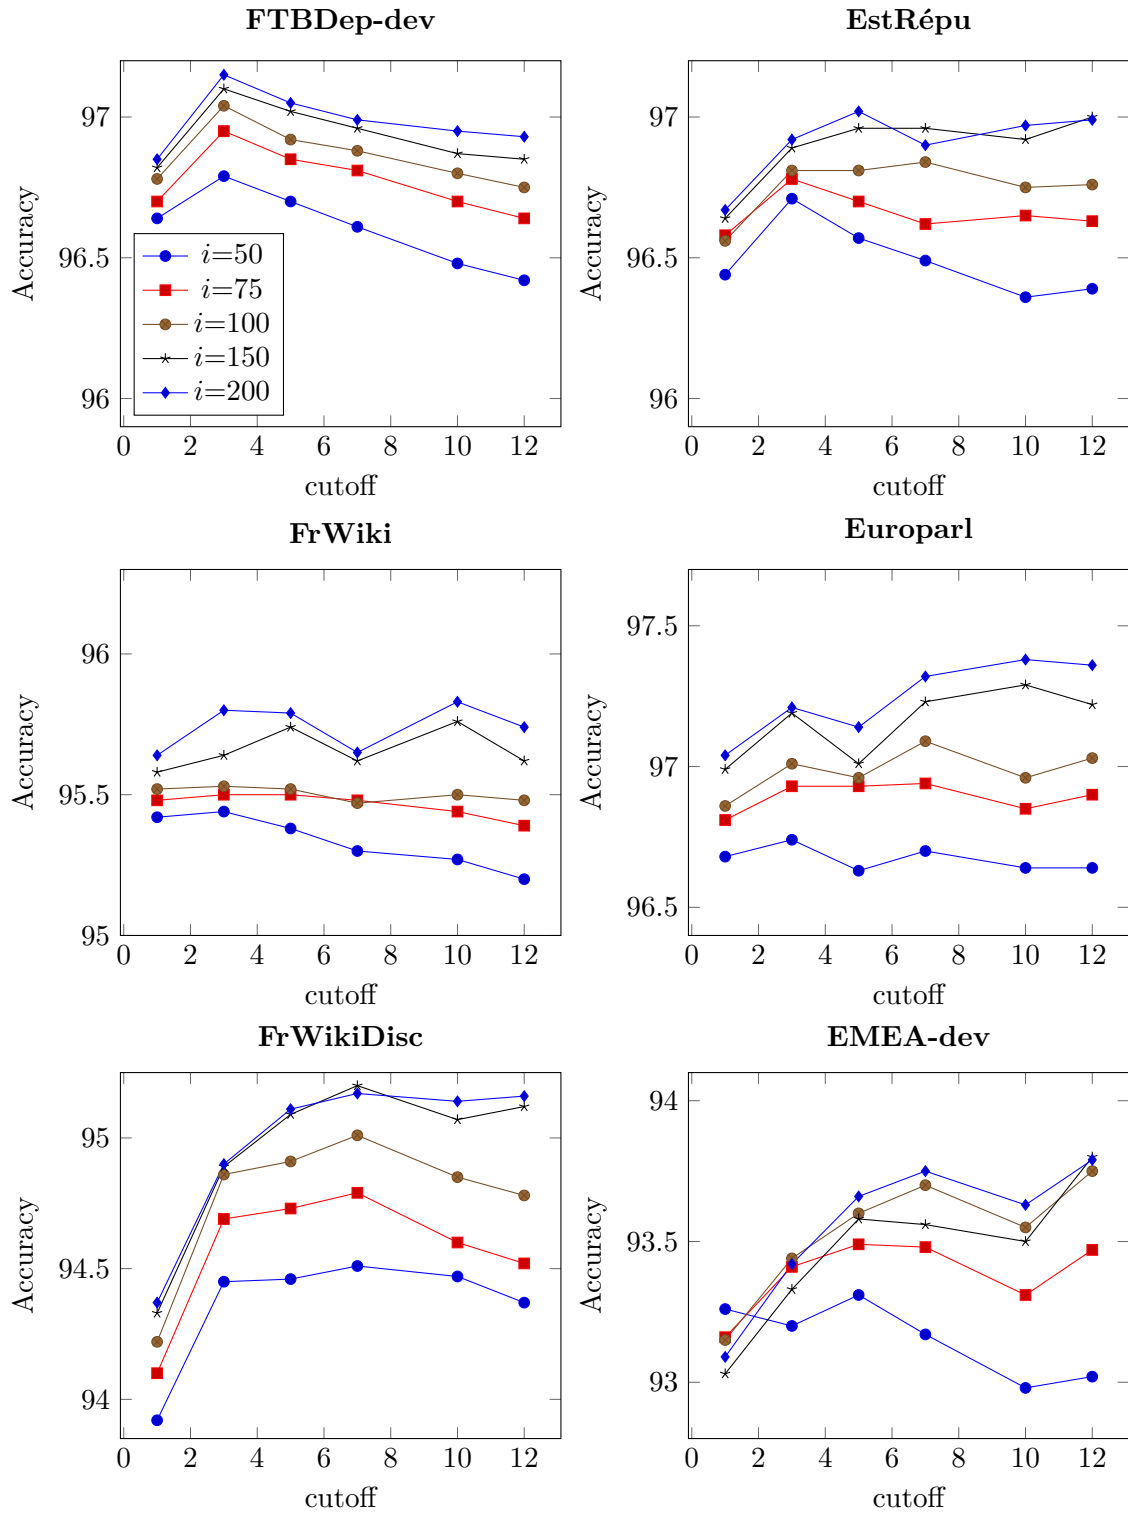 FTBDep-dev
97
96.5
96
Accuracy
i=50
i=75
i=100
i=150
i=200
0 2 4 6 8 10 12
cutoff
EstRépu
97
96.5
96
Accuracy
0 2 4 6 8 10 12
cutoff
FrWiki
96
95.5
95
Accuracy
0 2 4 6 8 10 12
cutoff
Europarl
97.5
97
96.5
Accuracy
0 2 4 6 8 10 12
cutoff
FrWikiDisc
95
94.5
94
Accuracy
0 2 4 6 8 10 12
cutoff
EMEA-dev
94
93.5
93
Accuracy
0 2 4 6 8 10 12
cutoff